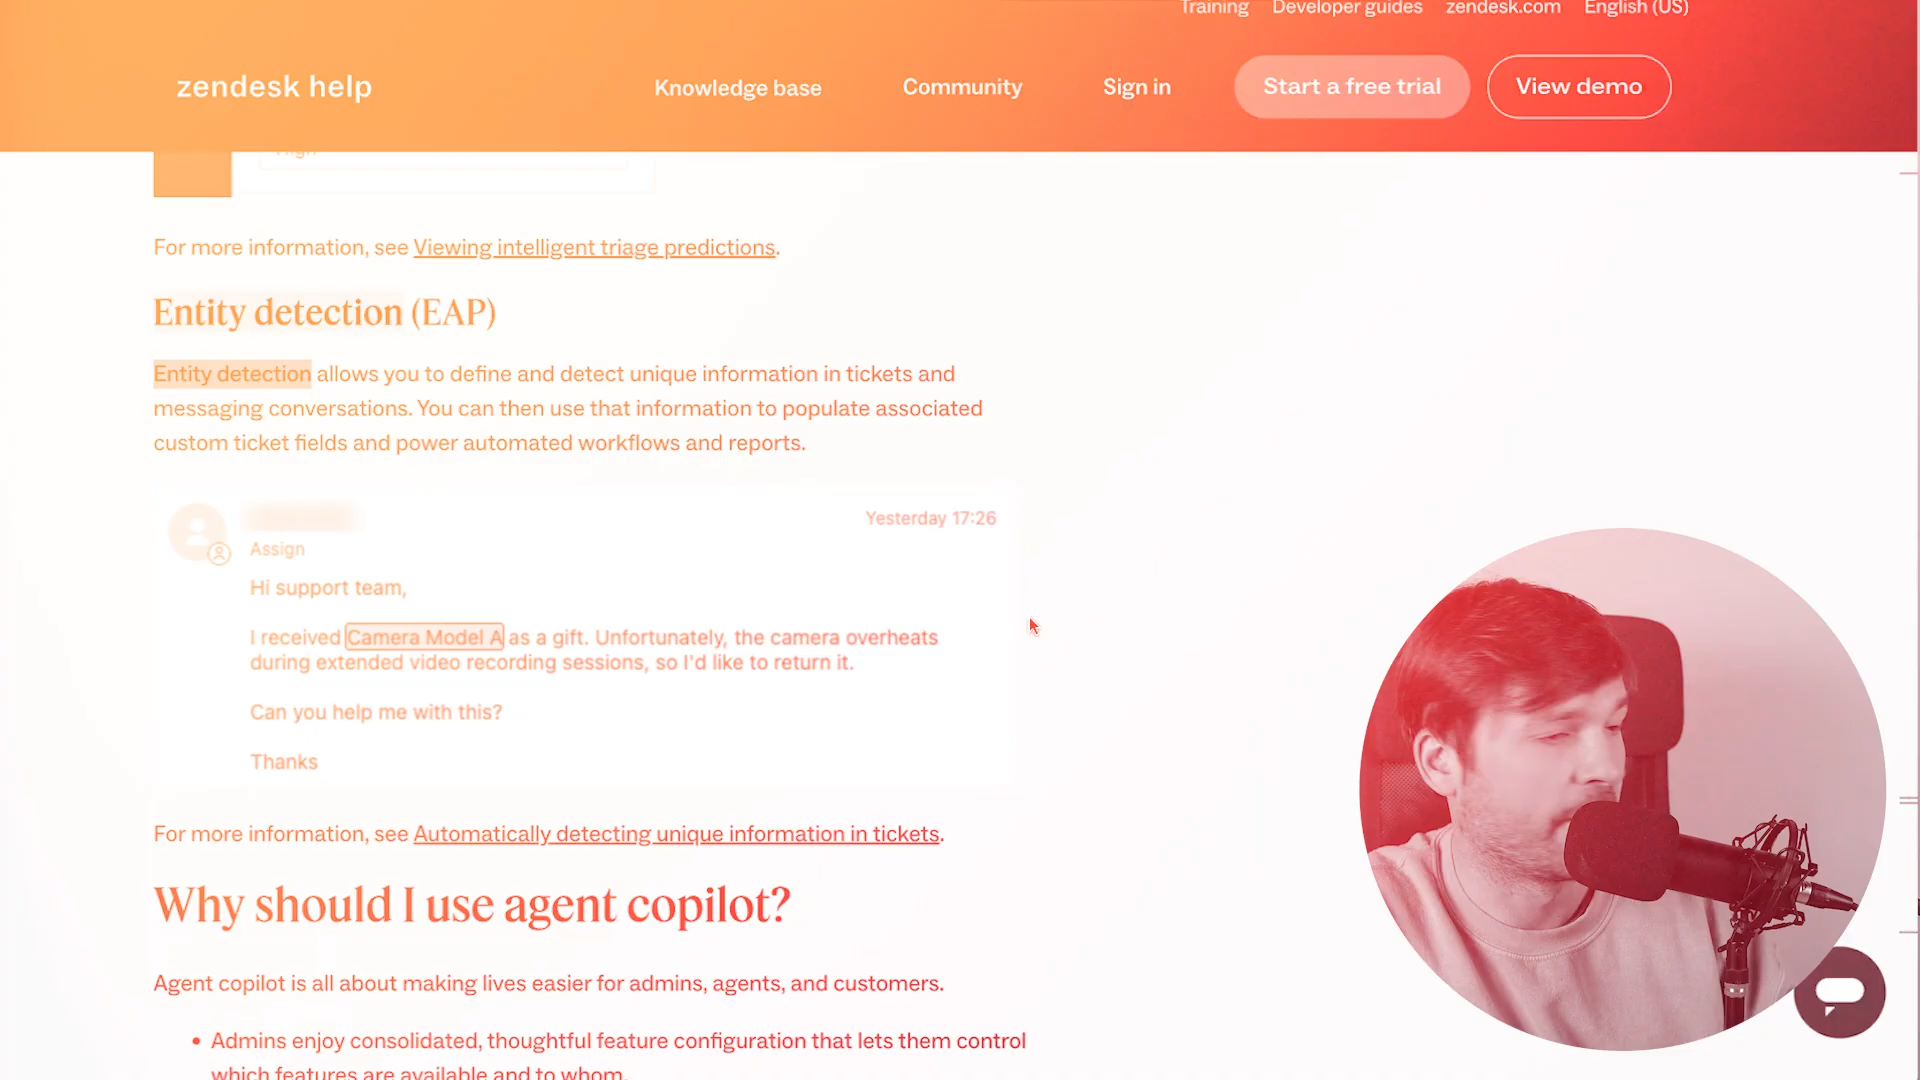 Training Developer guides zendesk.com English (US)
zendesk help Knowledge base Community Sign in Start a free trial View demo
High
For more information, see Viewing intelligent triage predictions.
Entity detection (EAP)
Entity detection allows you to define and detect unique information in tickets and
messaging conversations. You can then use that information to populate associated
custom ticket fields and power automated workflows and reports.
Yesterday 17:26
Assign
Hi support team,
I received Camera Model A as a gift. Unfortunately, the camera overheats
during extended video recording sessions, so I'd like to return it.
Can you help me with this?
Thanks
For more information, see Automatically detecting unique information in tickets.
Why should I use agent copilot?
Agent copilot is all about making lives easier for admins, agents, and customers.
• Admins enjoy consolidated, thoughtful feature configuration that lets them control
which features are available and to whom.